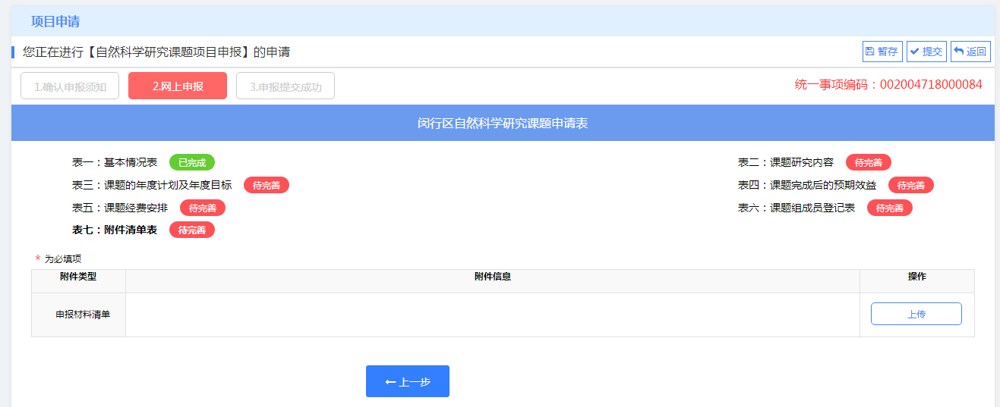 项目申请
您正在进行【自然科学研究课题项目申报】的申请
暂存 提交 返回
1.确认申报须知 2.网上申报 3.申报提交成功
统一事项编码：002004718000084
闵行区自然科学研究课题申请表
表一：基本情况表 已完成 表二：课题研究内容 待完善
表三：课题的年度计划及年度目标 待完善 表四：课题完成后的预期效益 待完善
表五：课题经费安排 待完善 表六：课题组成员登记表 待完善
表七：附件清单表 待完善
* 为必填项
附件类型 附件信息 操作
申报材料清单 上传
上一步